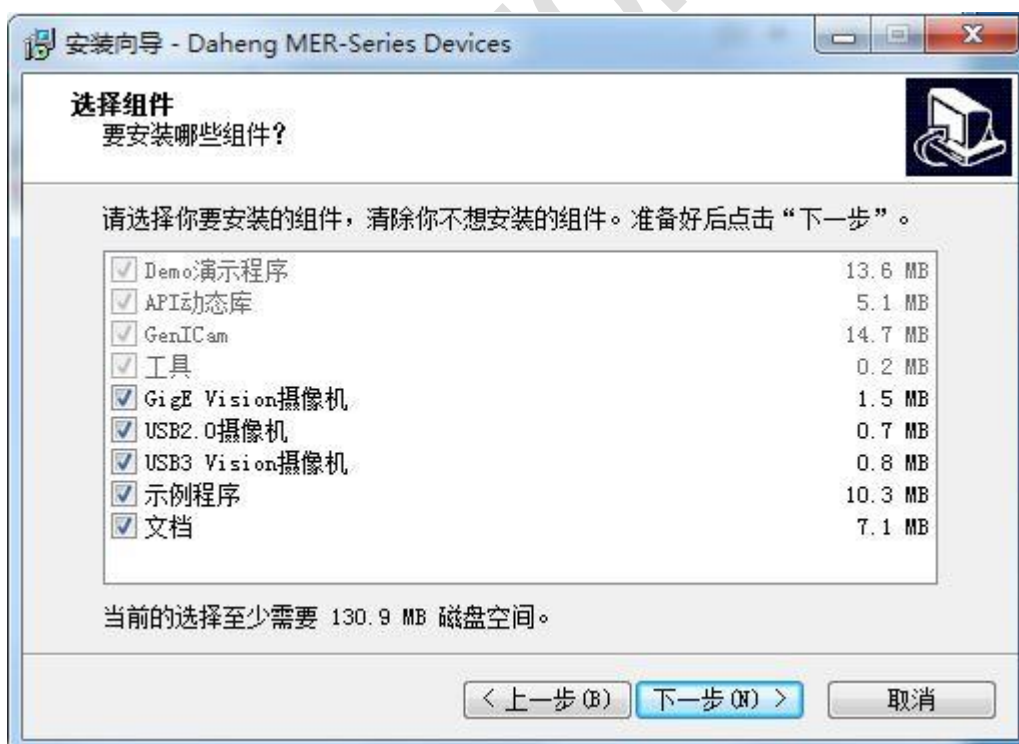 安装向导 - Daheng MER-Series Devices
选择组件
要安装哪些组件?
请选择你要安装的组件，清除你不想安装的组件。准备好后点击“下一步”。
Demo演示程序 13.6 MB
API动态库 5.1 MB
GenICam 14.7 MB
工具 0.2 MB
GigE Vision摄像机 1.5 MB
USB2.0摄像机 0.7 MB
USB3 Vision摄像机 0.8 MB
示例程序 10.3 MB
文档 7.1 MB
当前的选择至少需要 130.9 MB 磁盘空间。
< 上一步(B) 下一步(N) > 取消